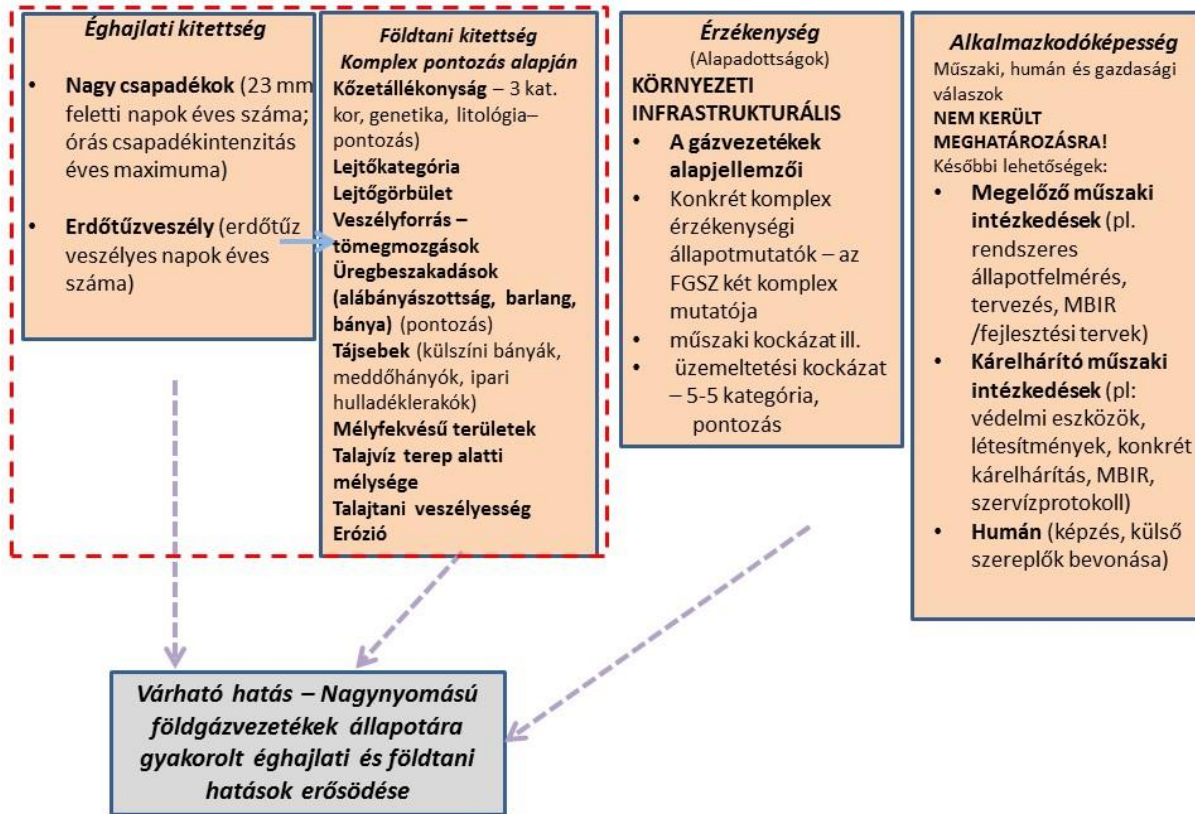 Éghajlati kitettség
• Nagy csapadékok (23 mm
feletti napok éves száma;
órás csapadékintenzitás
éves maximuma)
• Erdőtűzveszély (erdőtűz
veszélyes napok éves
száma)
Földtani kitettség
Komplex pontozás alapján
Kőzetállékonyság – 3 kat.
kor, genetika, litológia–
pontozás)
Lejtőkategória
Lejtőgörbület
Veszélyforrás –
tömegmozgások
Üregbeszakadások
(alábányászottság, barlang,
bánya) (pontozás)
Tájsebek (külszíni bányák,
meddőhányók, ipari
hulladéklerakók)
Mélyfekvésű területek
Talajvíz terep alatti
mélysége
Talajtani veszélyesség
Erózió
Érzékenység
(Alapadottságok)
KÖRNYEZETI
INFRASTRUKTURÁLIS
• A gázvezetékek
alapjellemzői
• Konkrét komplex
érzékenységi
állapotmutatók – az
FGSZ két komplex
mutatója
• műszaki kockázat ill.
• üzemeltetési kockázat
– 5-5 kategória,
pontozás
Alkalmazkodóképesség
Műszaki, humán és gazdasági
válaszok
NEM KERÜLT
MEGHATÁROZÁSRA!
Későbbi lehetőségek:
• Megelőző műszaki
intézkedések (pl.
rendszeres
állapotfelmérés,
tervezés, MBIR
/fejlesztési tervek)
• Kárelhárító műszaki
intézkedések (pl:
védelmi eszközök,
létesítmények, konkrét
kárelhárítás, MBIR,
szervízprotokoll)
• Humán (képzés, külső
szereplők bevonása)
Várható hatás – Nagynyomású
földgázvezetékek állapotára
gyakorolt éghajlati és földtani
hatások erősödése